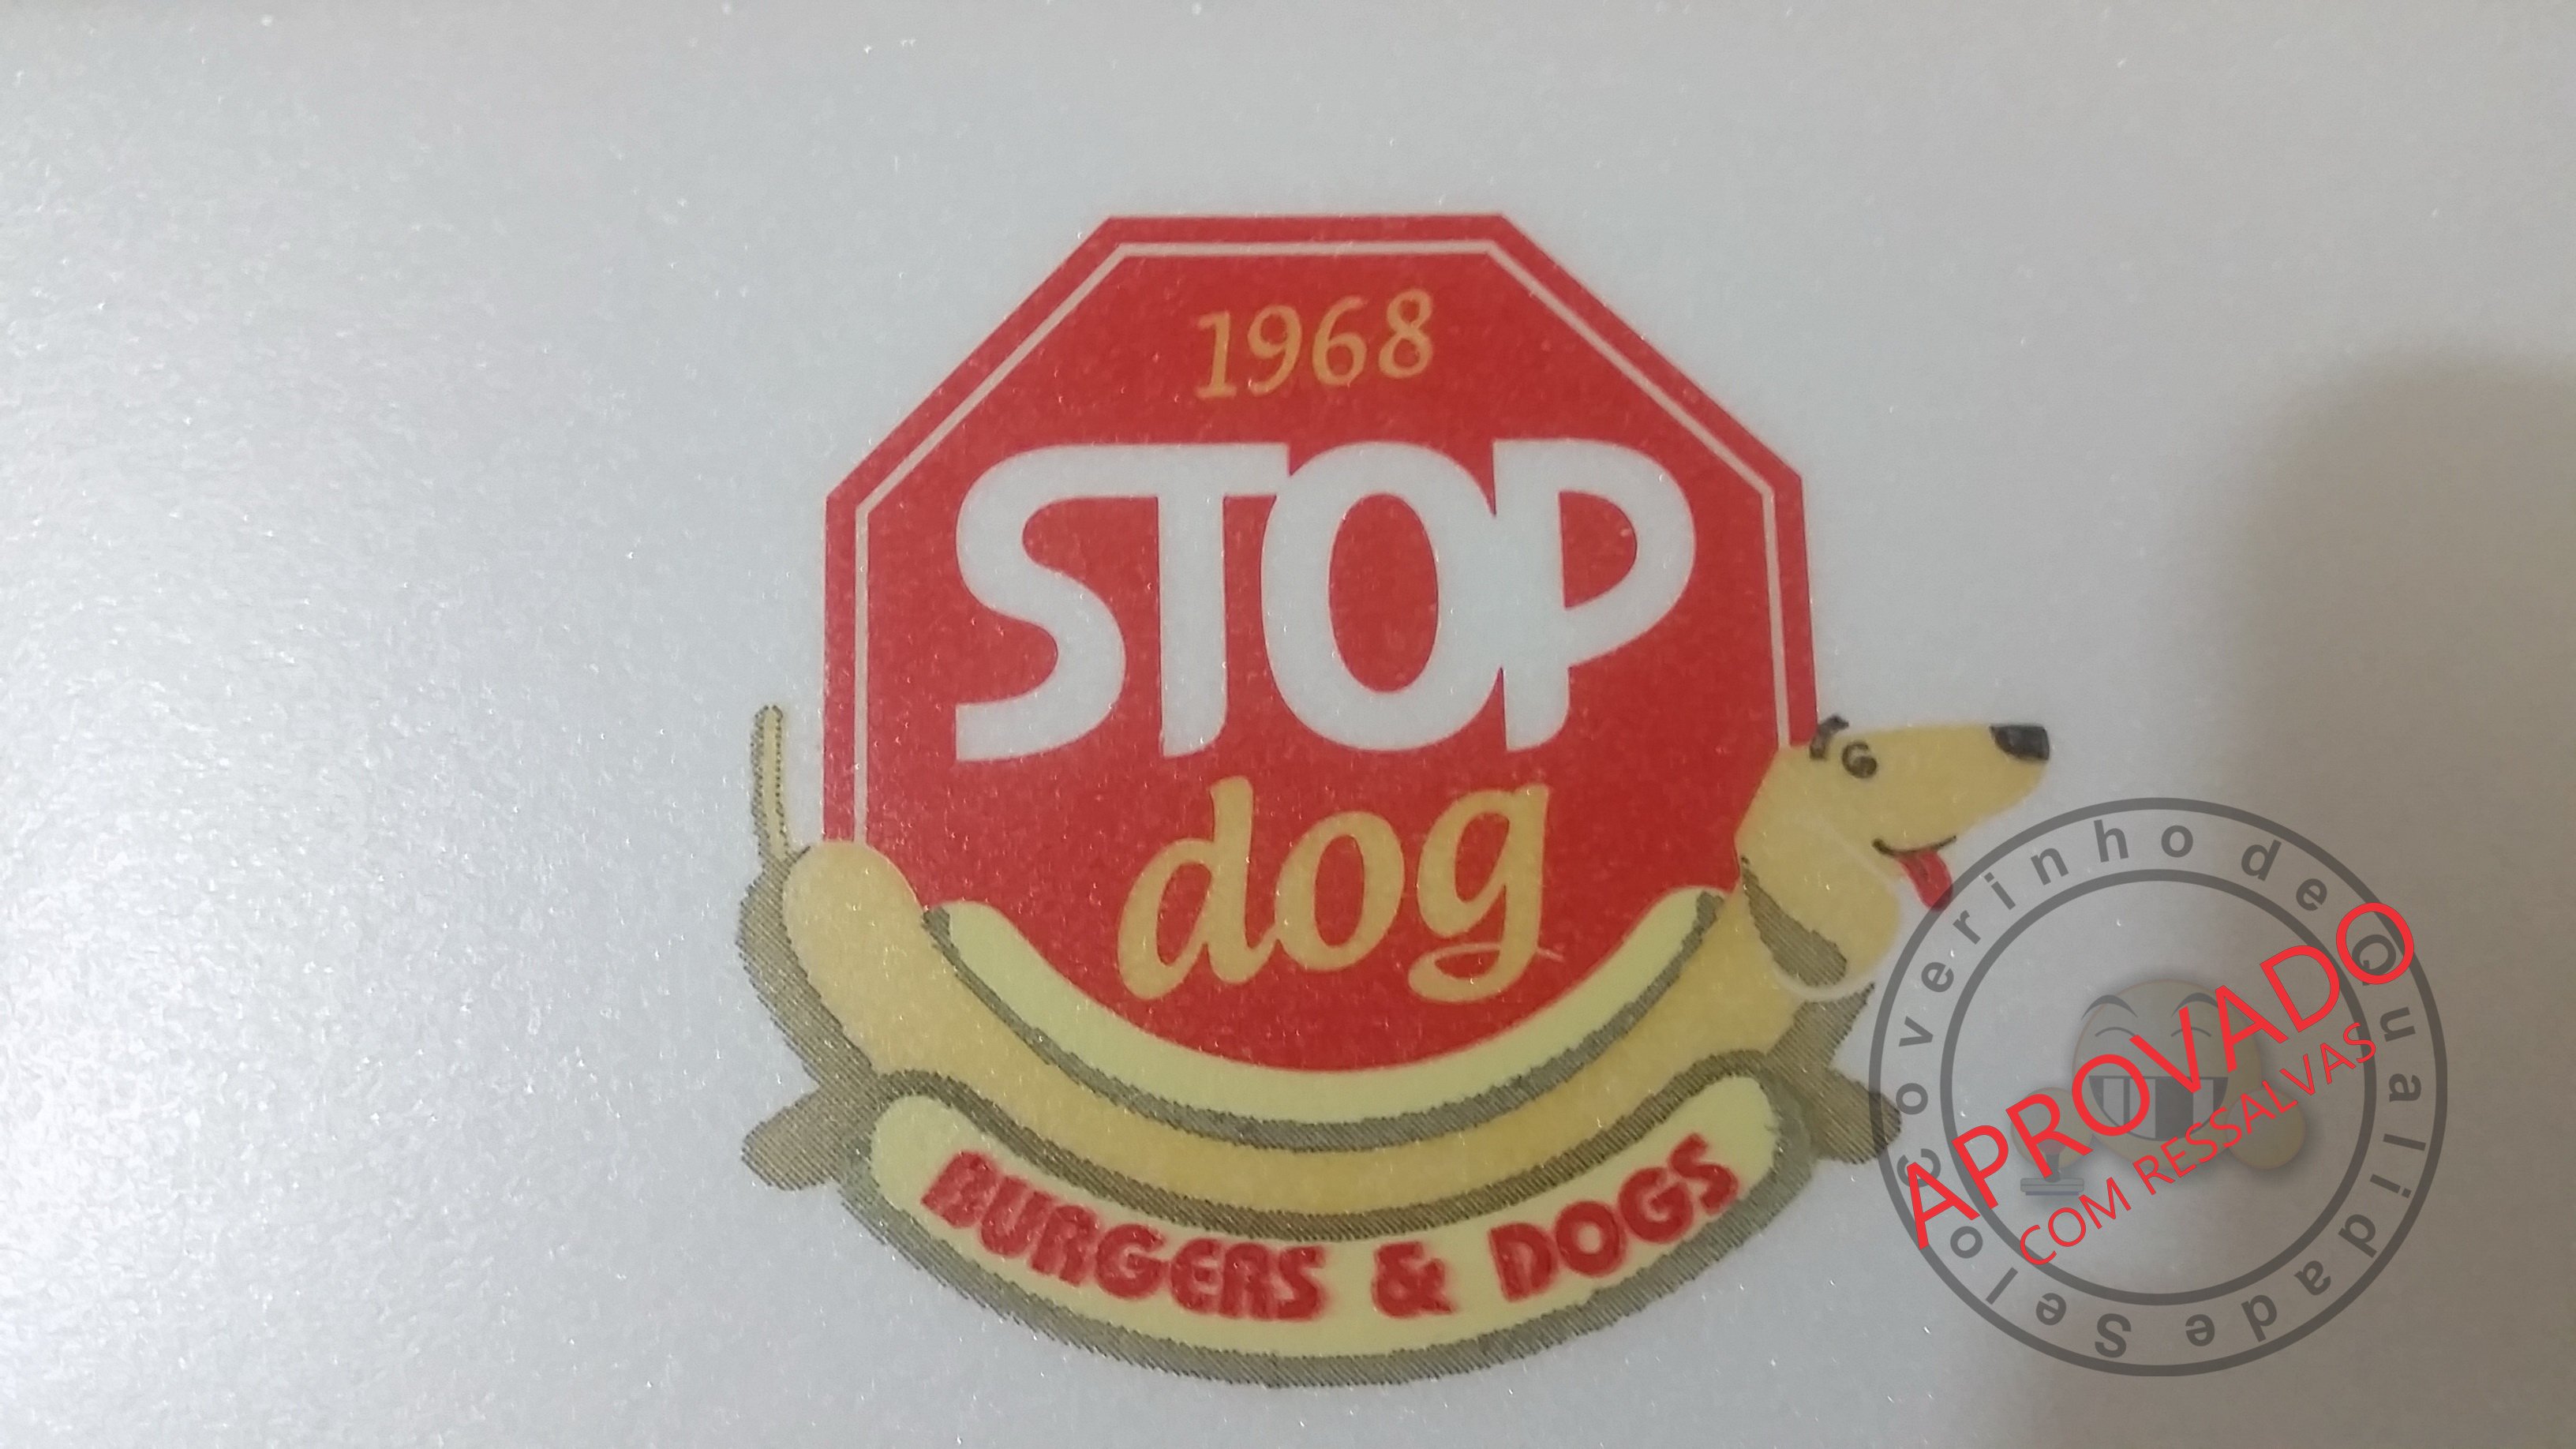 1968
STOP
dog
BURGERS & DOGS
Selo Coverinho de Qualidade
APROVADO
COM RESSALVAS